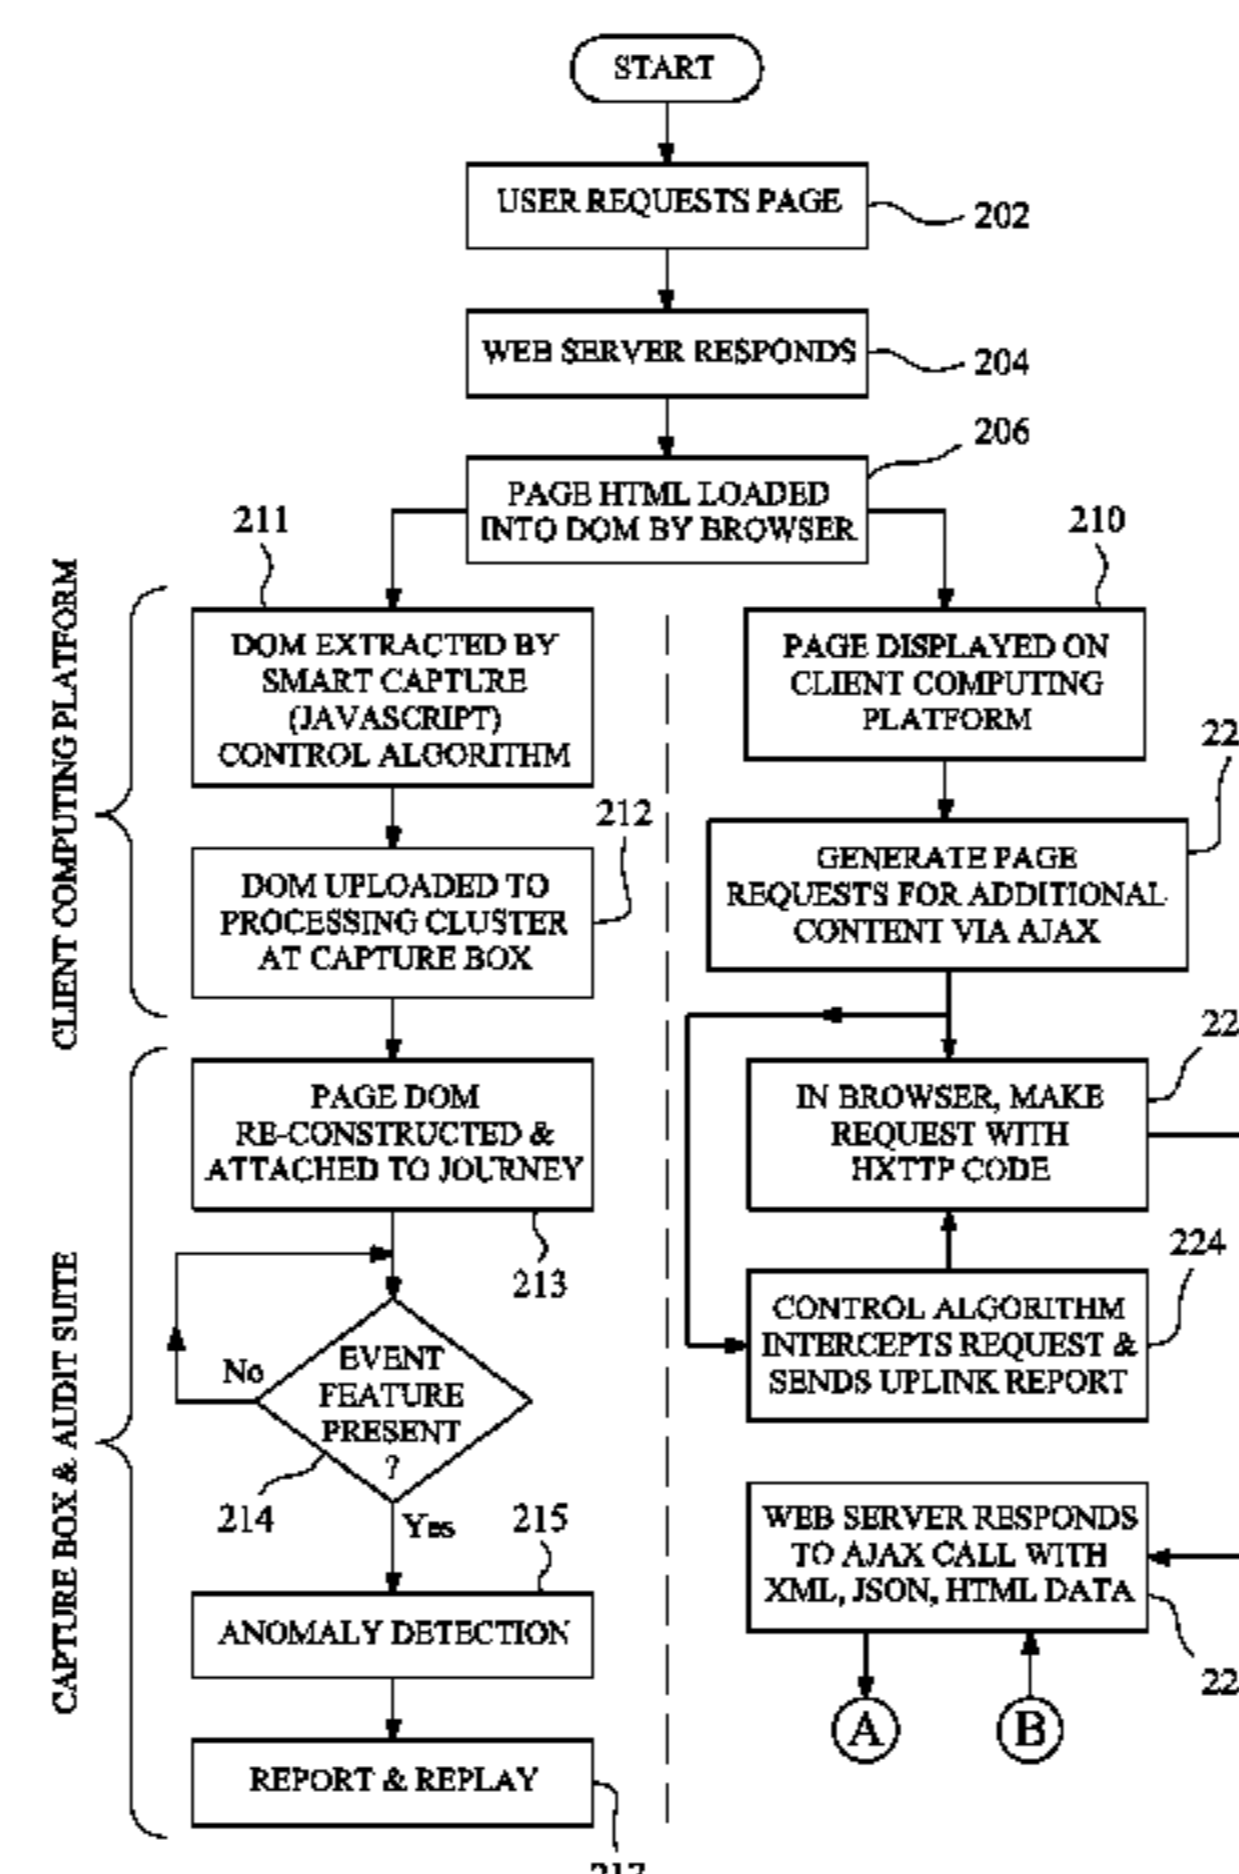 START
USER REQUESTS PAGE
202
WEB SERVER RESPONDS
204
206
PAGE HTML LOADED
INTO DOM BY BROWSER
211
210
CLIENT COMPUTING PLATFORM
DOM EXTRACTED BY
SMART CAPTURE
(JAVASCRIPT)
CONTROL ALGORITHM
PAGE DISPLAYED ON
CLIENT COMPUTING
PLATFORM
22
212
DOM UPLOADED TO
PROCESSING CLUSTER
AT CAPTURE BOX
GENERATE PAGE
REQUESTS FOR ADDITIONAL
CONTENT VIA AJAX
22
CAPTURE BOX & AUDIT SUITE
PAGE DOM
RE-CONSTRUCTED &
ATTACHED TO JOURNEY
213
IN BROWSER, MAKE
REQUEST WITH
HXTTP CODE
224
No
EVENT
FEATURE
PRESENT
?
214
Yes
CONTROL ALGORITHM
INTERCEPTS REQUEST &
SENDS UPLINK REPORT
215
ANOMALY DETECTION
WEB SERVER RESPONDS
TO AJAX CALL WITH
XML, JSON, HTML DATA
22
A
B
REPORT & REPLAY